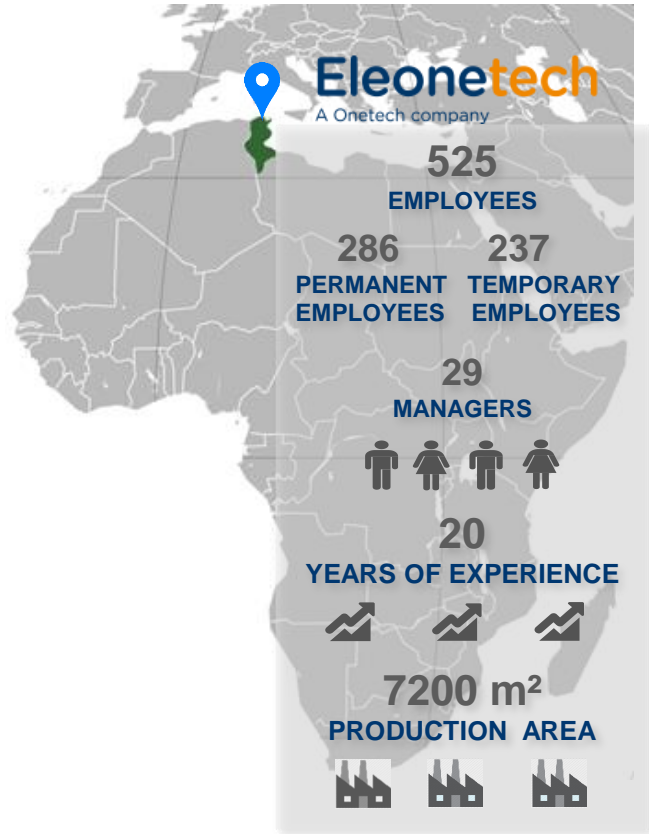 Eleonetech
A Onetech company
525
EMPLOYEES
286 237
PERMANENT TEMPORARY
EMPLOYEES EMPLOYEES
29
MANAGERS
20
YEARS OF EXPERIENCE
7200 m²
PRODUCTION AREA